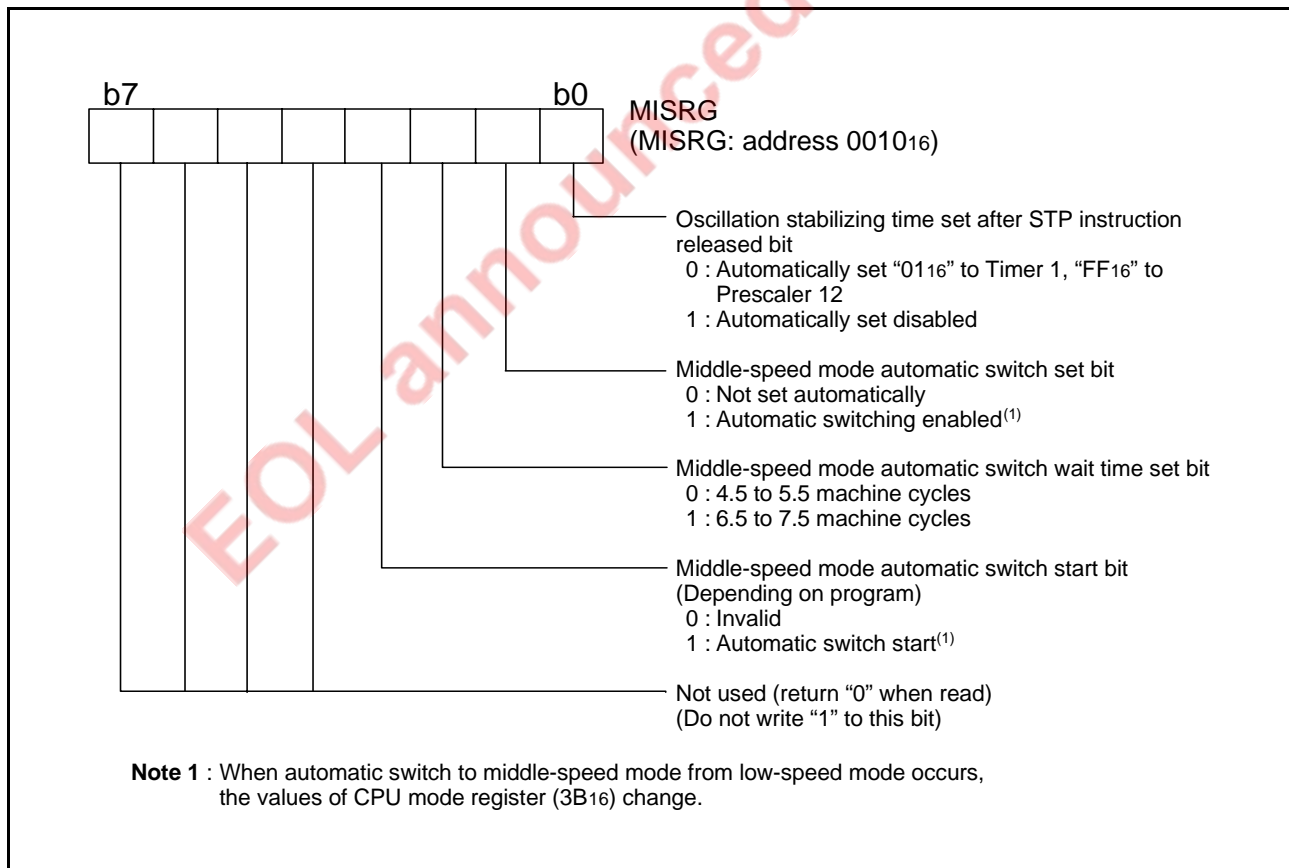 b7 b0
MISRG
(MISRG: address 001016)
Oscillation stabilizing time set after STP instruction
released bit
0 : Automatically set “0116” to Timer 1, “FF16” to
Prescaler 12
1 : Automatically set disabled
Middle-speed mode automatic switch set bit
0 : Not set automatically
1 : Automatic switching enabled(1)
Middle-speed mode automatic switch wait time set bit
0 : 4.5 to 5.5 machine cycles
1 : 6.5 to 7.5 machine cycles
Middle-speed mode automatic switch start bit
(Depending on program)
0 : Invalid
1 : Automatic switch start(1)
Not used (return “0” when read)
(Do not write “1” to this bit)
Note 1 : When automatic switch to middle-speed mode from low-speed mode occurs,
the values of CPU mode register (3B16) change.
EOL announced